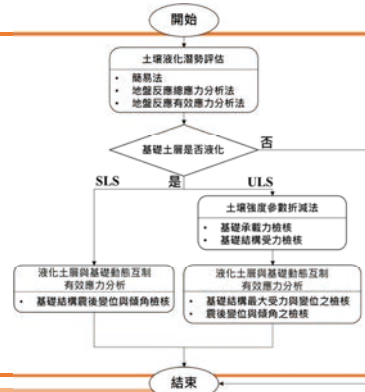 開始
土壤液化潛勢評估
• 簡易法
• 地盤反應總應力分析法
• 地盤反應有效應力分析法
基礎土層是否液化
否
SLS
是
ULS
土壤強度參數折減法
• 基礎承載力檢核
• 基礎結構受力檢核
液化土層與基礎動態互制
有效應力分析
• 基礎結構震後變位與傾角檢核
液化土層與基礎動態互制
有效應力分析
• 基礎結構最大受力與變位之檢核
• 震後變位與傾角之檢核
結束